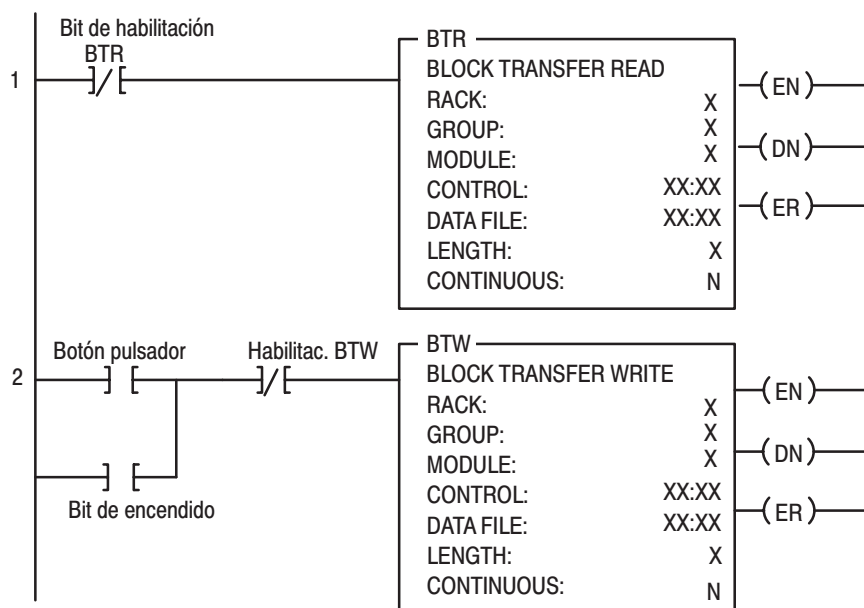 Bit de habilitación
BTR
1
BTR
BLOCK TRANSFER READ
RACK: X
GROUP: X
MODULE: X
CONTROL: XX:XX
DATA FILE: XX:XX
LENGTH: X
CONTINUOUS: N
EN
DN
ER
2
Botón pulsador
Habilitac. BTW
Bit de encendido
BTW
BLOCK TRANSFER WRITE
RACK: X
GROUP: X
MODULE: X
CONTROL: XX:XX
DATA FILE: XX:XX
LENGTH: X
CONTINUOUS: N
EN
DN
ER